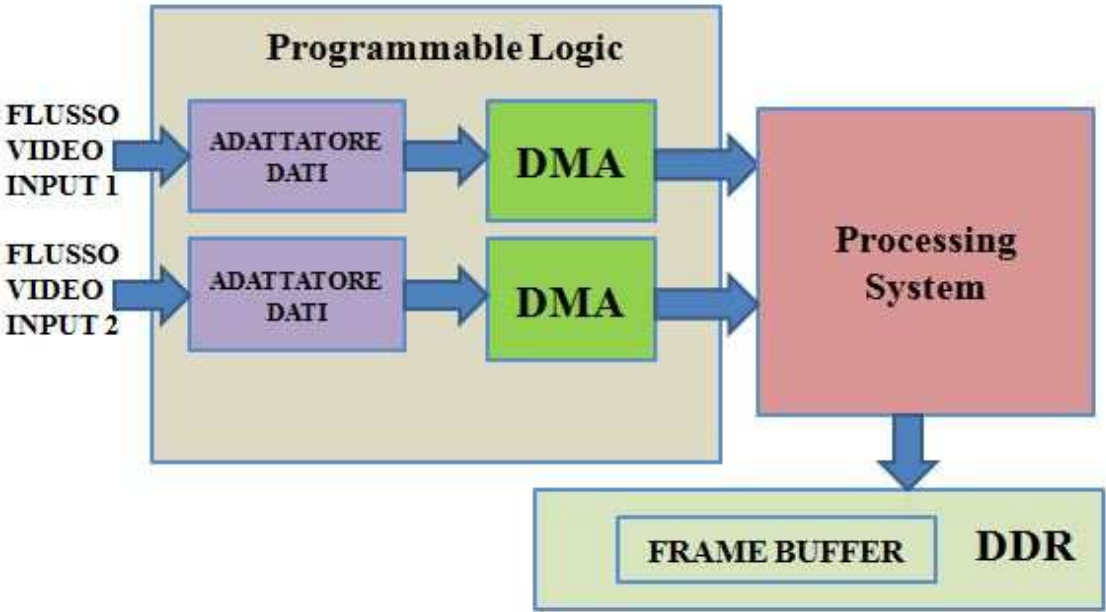 Programmable Logic
FLUSSO
VIDEO
INPUT 1
ADATTATORE
DATI
DMA
FLUSSO
VIDEO
INPUT 2
ADATTATORE
DATI
DMA
Processing
System
FRAME BUFFER
DDR